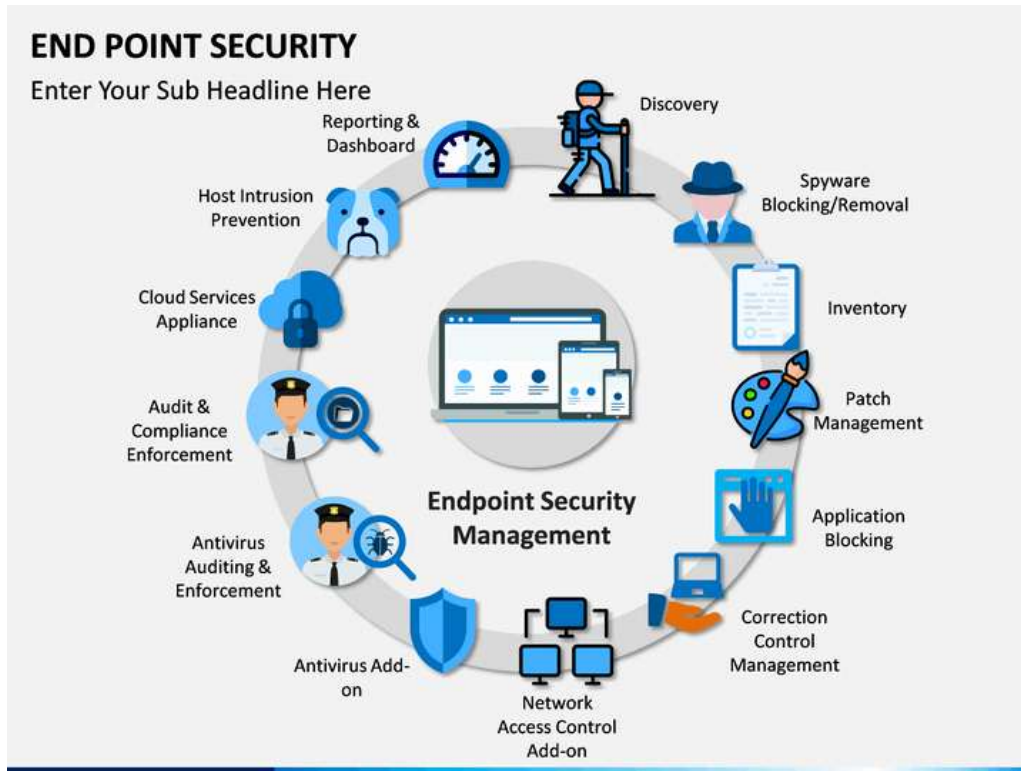 END POINT SECURITY
Enter Your Sub Headline Here
Discovery
Reporting &
Dashboard
Spyware
Blocking/Removal
Host Intrusion
Prevention
Inventory
Cloud Services
Appliance
Patch
Management
Audit &
Compliance
Enforcement
Application
Blocking
Endpoint Security
Management
Antivirus
Auditing &
Enforcement
Correction
Control
Management
Antivirus Add-
on
Network
Access Control
Add-on